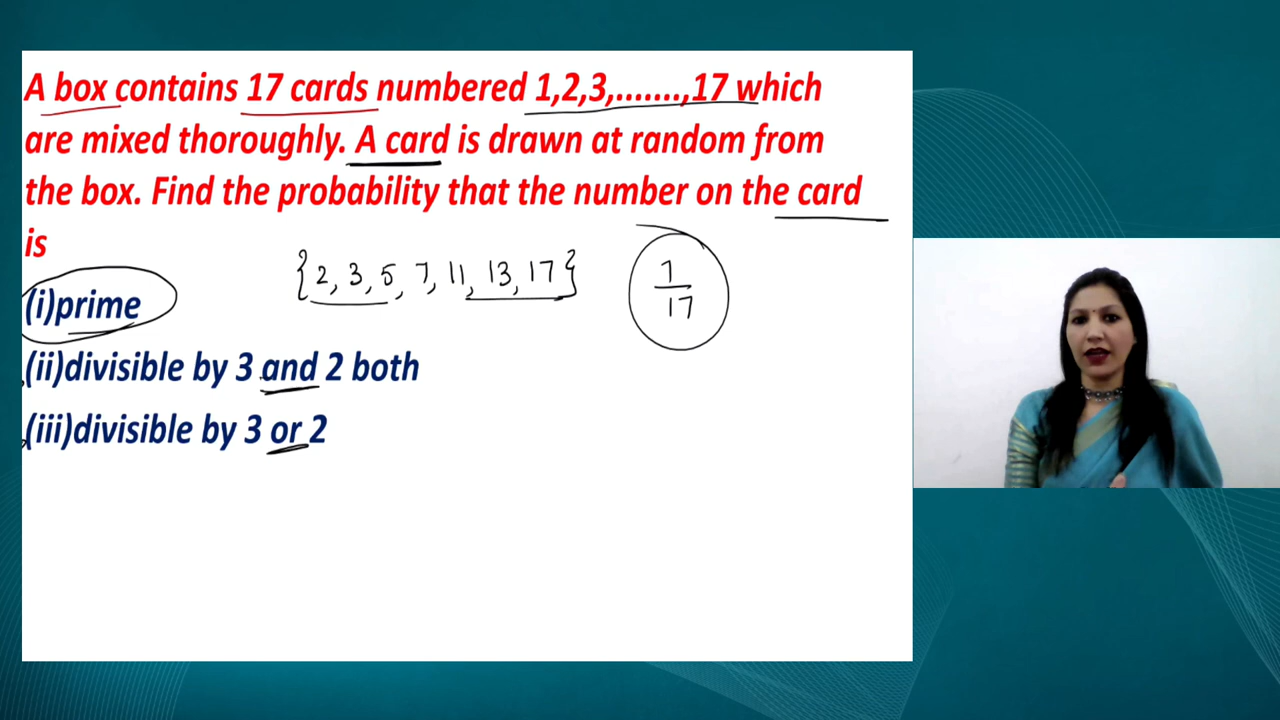 A box contains 17 cards numbered 1,2,3,.......,17 which
are mixed thoroughly. A card is drawn at random from
the box. Find the probability that the number on the card
is
{2, 3, 5, 7, 11, 13, 17}
7
17
(i)prime
(ii)divisible by 3 and 2 both
(iii)divisible by 3 or 2